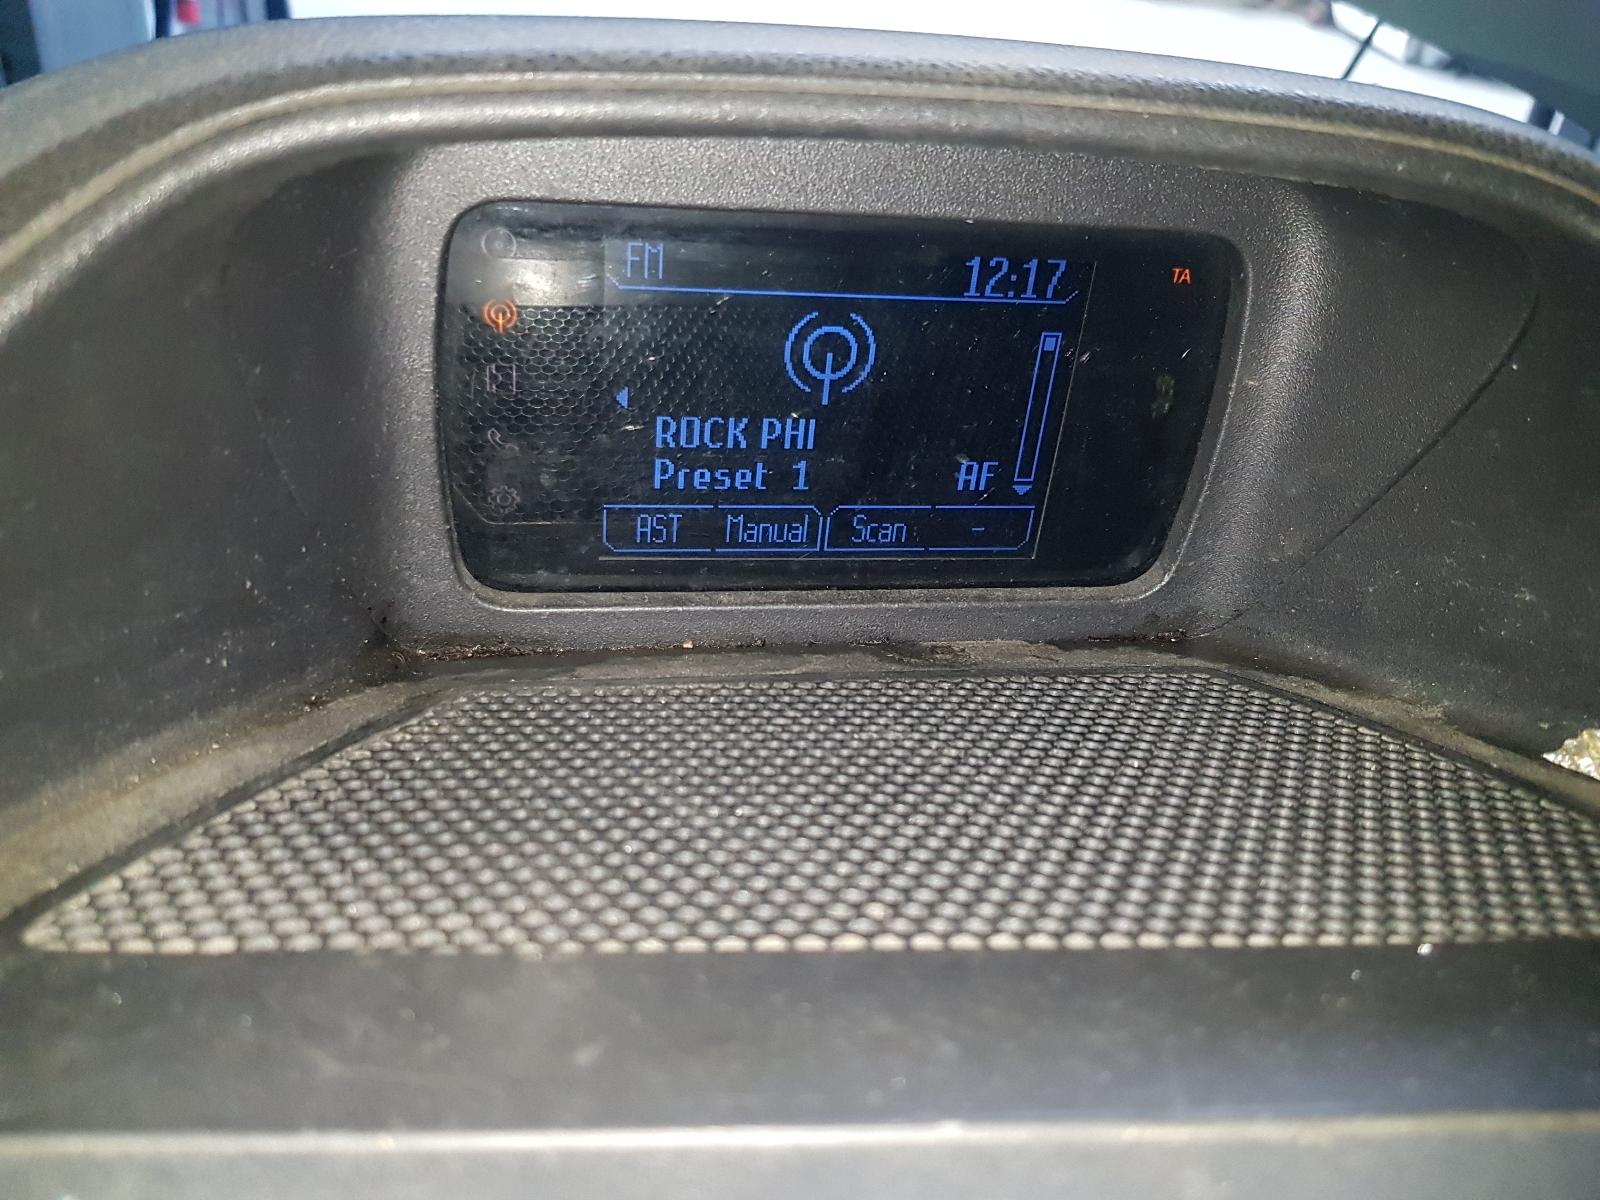 FM 12:17 TA
ROCK PHI
Preset 1 AF
AST Manual Scan -